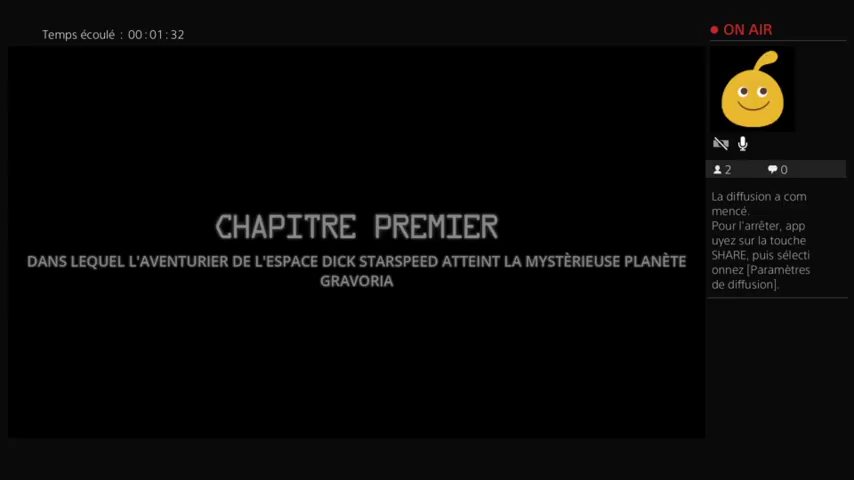 Temps écoulé : 00:01:32
ON AIR
CHAPITRE PREMIER
DANS LEQUEL L'AVENTURIER DE L'ESPACE DICK STARSPEED ATTEINT LA MYSTÈRIEUSE PLANÈTE
GRAVORIA
2
0
La diffusion a com
mencé.
Pour l'arrêter, app
uyez sur la touche
SHARE, puis sélecti
onnez [Paramètres
de diffusion].